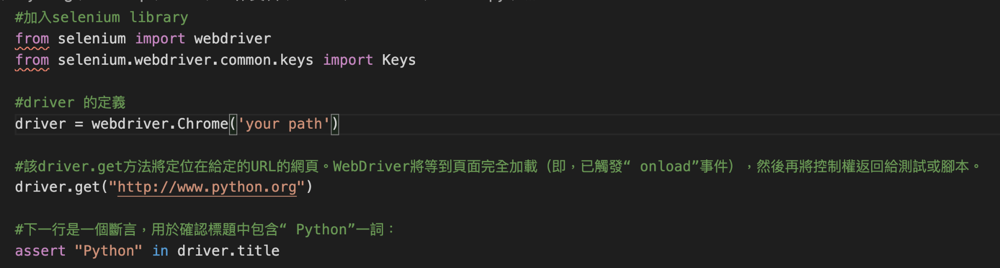 #加入selenium library
from selenium import webdriver
from selenium.webdriver.common.keys import Keys
#driver 的定義
driver = webdriver.Chrome('your path')
#該driver.get方法將定位在給定的URL的網頁。WebDriver將等到頁面完全加載（即，已觸發“ onload”事件），然後再將控制權返回給測試或腳本。
driver.get("http://www.python.org")
#下一行是一個斷言，用於確認標題中包含“ Python”一詞：
assert "Python" in driver.title